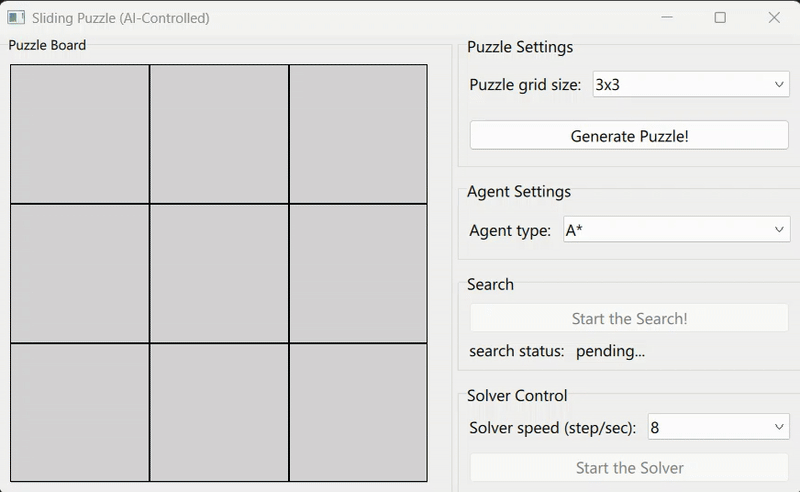 Sliding Puzzle (AI-Controlled)
Puzzle Board
Puzzle Settings
Puzzle grid size: 3x3
Generate Puzzle!
Agent Settings
Agent type: A*
Search
Start the Search!
search status: pending...
Solver Control
Solver speed (step/sec): 8
Start the Solver